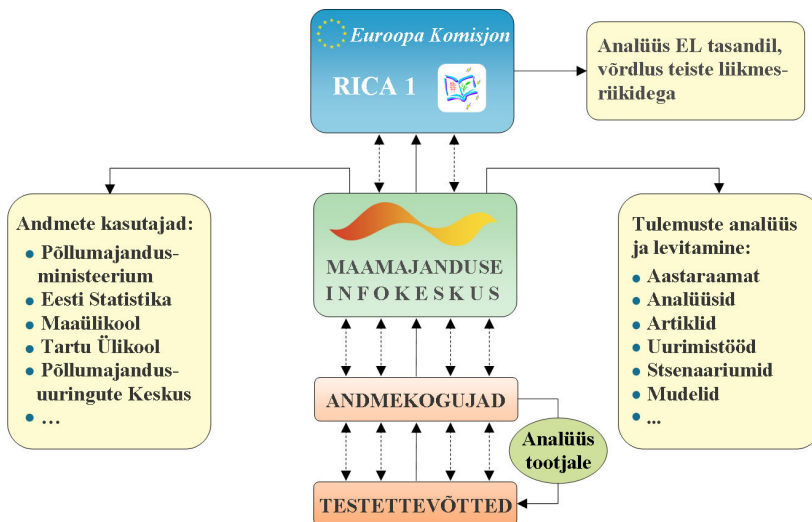 Euroopa Komisjon
RICA 1
Analüüs EL tasandil,
võrdlus teiste liikmes-
riikidega
Andmete kasutajad:
Põllumajandus-
ministeerium
Eesti Statistika
Maaülikool
Tartu Ülikool
Põllumajandus-
uuringute Keskus
…
MAAMAJANDUSE
INFOKESKUS
Tulemuste analüüs
ja levitamine:
Aastaraamat
Analüüsid
Artiklid
Uurimistööd
Stsenaariumid
Mudelid
...
ANDMEKOGUJAD
Analüüs
tootjale
TESTETTEVÕTTED